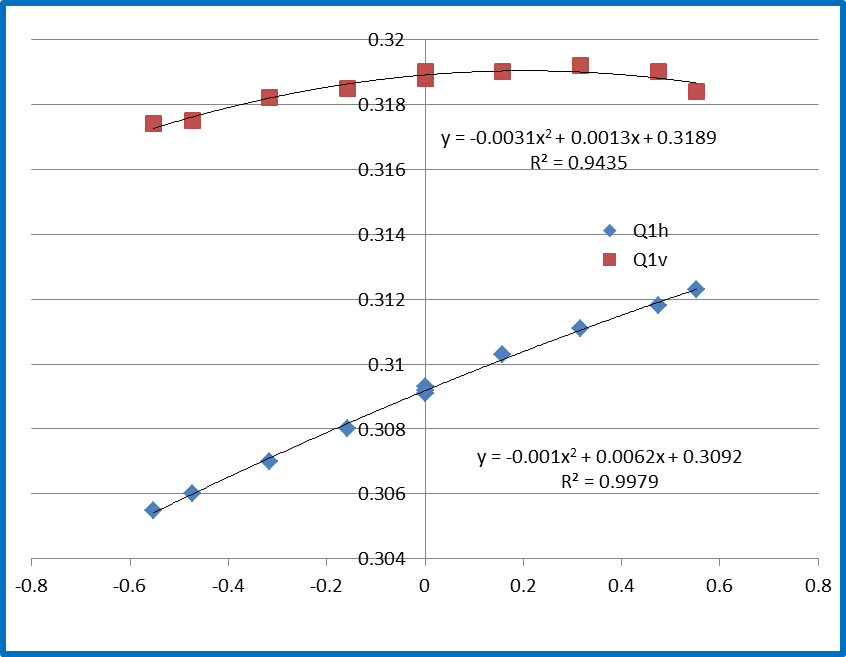 0.32
0.318
y = -0.0031x² + 0.0013x + 0.3189
R² = 0.9435
0.316
0.314
Q1h
Q1v
0.312
0.31
0.308
y = -0.001x² + 0.0062x + 0.3092
R² = 0.9979
0.306
0.304
-0.8 -0.6 -0.4 -0.2 0 0.2 0.4 0.6 0.8